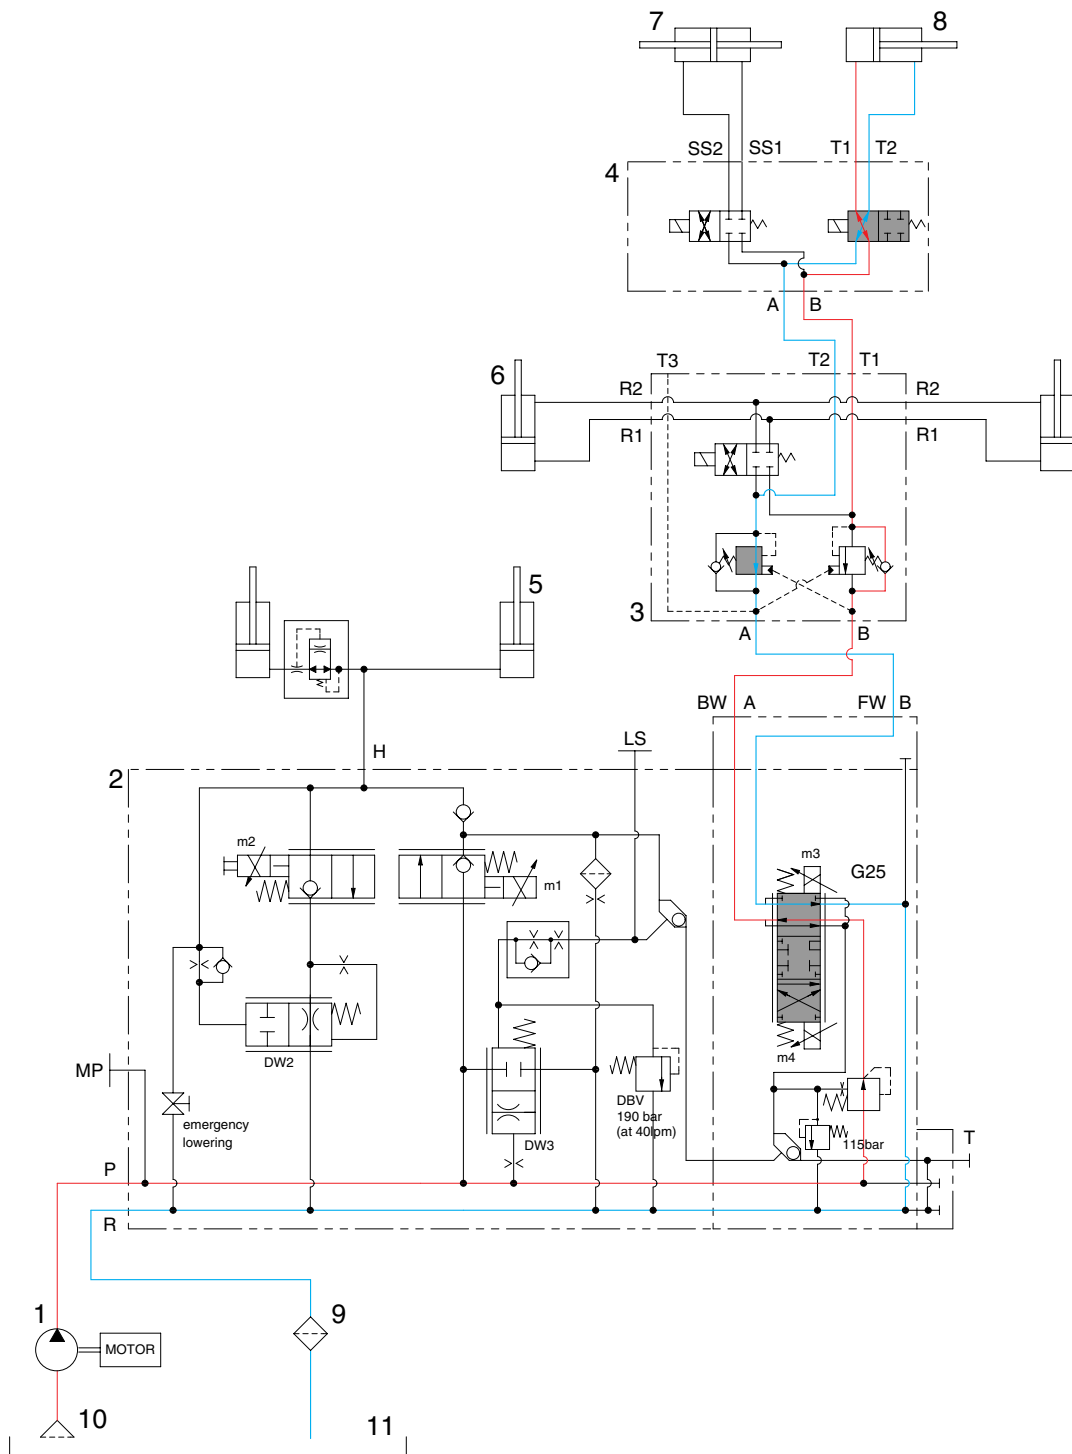 7
8
SS2
SS1
T1
T2
4
A
B
T3
T2
T1
6
R2
R2
R1
R1
5
3
A
B
BW
A
FW
B
LS
H
2
m2
m1
m3
G25
DW2
DBV
190 bar
(at 40lpm)
m4
MP
emergency
lowering
DW3
115bar
T
P
R
1
9
MOTOR
10
11